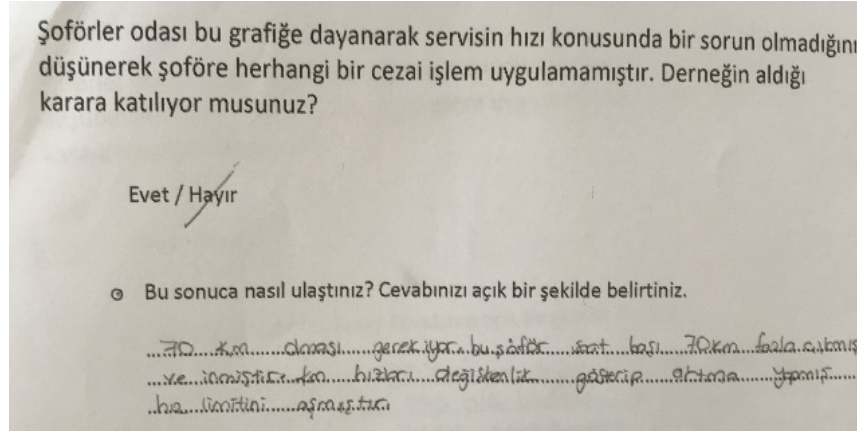 Şoförler odası bu grafiğe dayanarak servisin hızı konusunda bir sorun olmadığını
düşünerek şoföre herhangi bir cezai işlem uygulamamıştır. Derneğin aldığı
karara katılıyor musunuz?
Evet / Hayır
Bu sonuca nasıl ulaştınız? Cevabınızı açık bir şekilde belirtiniz.
70 km olması gerekiyor. bu şoför saat başı 70km fazla çıkmış
ve inmiştir. km hızları değişkenlik gösterip artma yapmış
hız limitini aşmıştır.